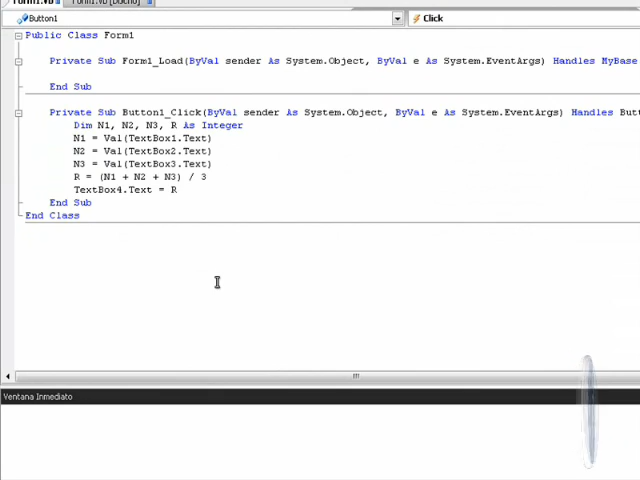 Form1.vb Form1.vb [Diseño]
Button1 Click
Public Class Form1
Private Sub Form1_Load(ByVal sender As System.Object, ByVal e As System.EventArgs) Handles MyBase
End Sub
Private Sub Button1_Click(ByVal sender As System.Object, ByVal e As System.EventArgs) Handles Butt
Dim N1, N2, N3, R As Integer
N1 = Val(TextBox1.Text)
N2 = Val(TextBox2.Text)
N3 = Val(TextBox3.Text)
R = (N1 + N2 + N3) / 3
TextBox4.Text = R
End Sub
End Class
Ventana Inmediato